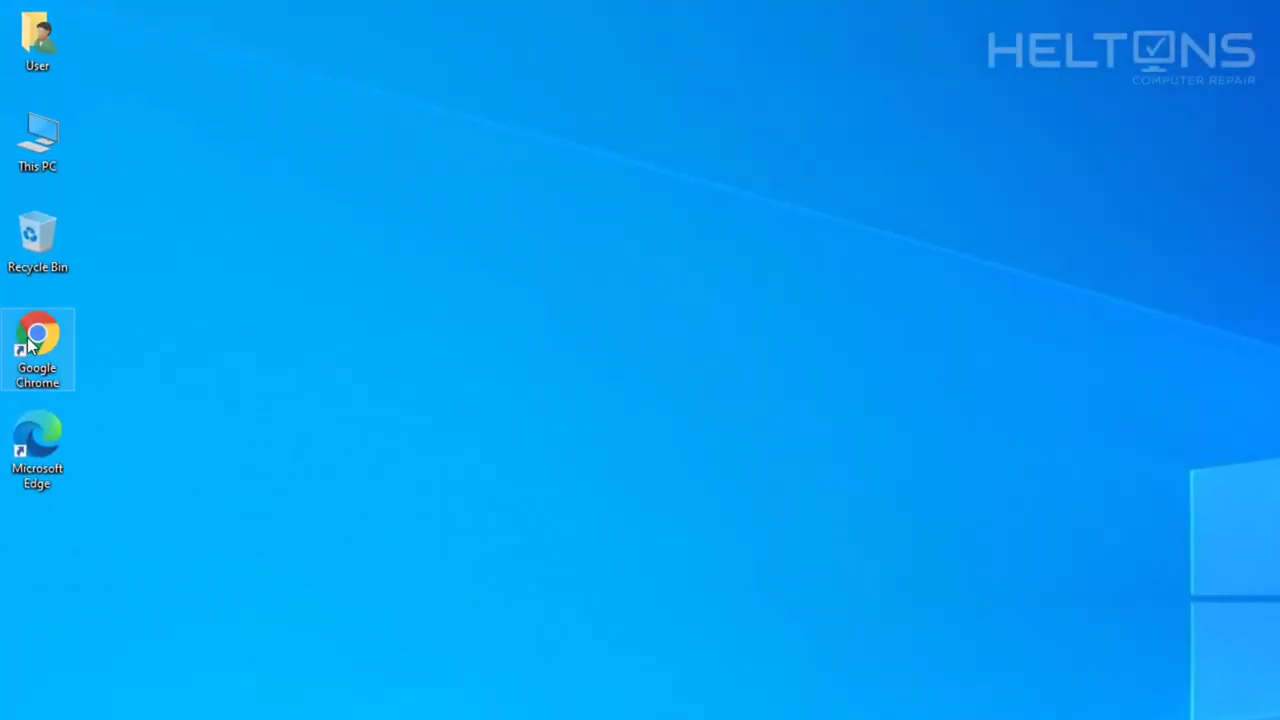 User
HELTONS
COMPUTER REPAIR
This PC
Recycle Bin
Google
Chrome
Microsoft
Edge